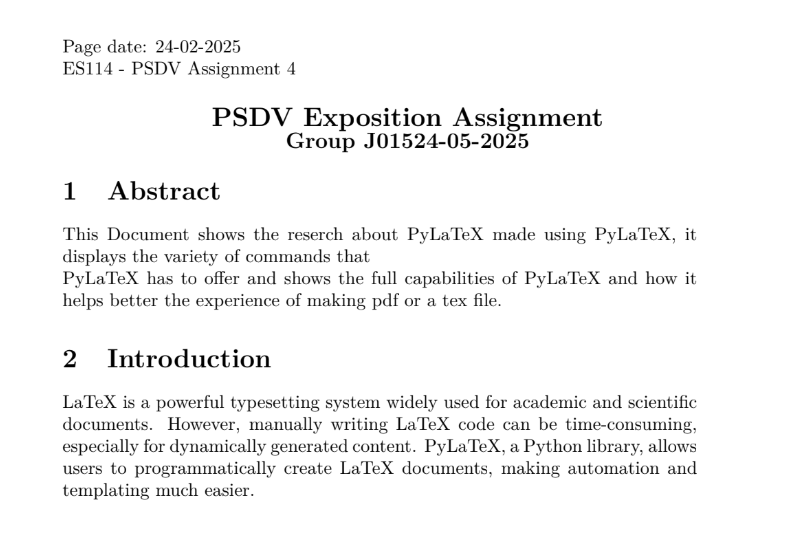 Page date: 24-02-2025
ES114 - PSDV Assignment 4
PSDV Exposition Assignment
Group J01524-05-2025
1 Abstract
This Document shows the reserch about PyLaTeX made using PyLaTeX, it
displays the variety of commands that
PyLaTeX has to offer and shows the full capabilities of PyLaTeX and how it
helps better the experience of making pdf or a tex file.
2 Introduction
LaTeX is a powerful typesetting system widely used for academic and scientific
documents. However, manually writing LaTeX code can be time-consuming,
especially for dynamically generated content. PyLaTeX, a Python library, allows
users to programmatically create LaTeX documents, making automation and
templating much easier.